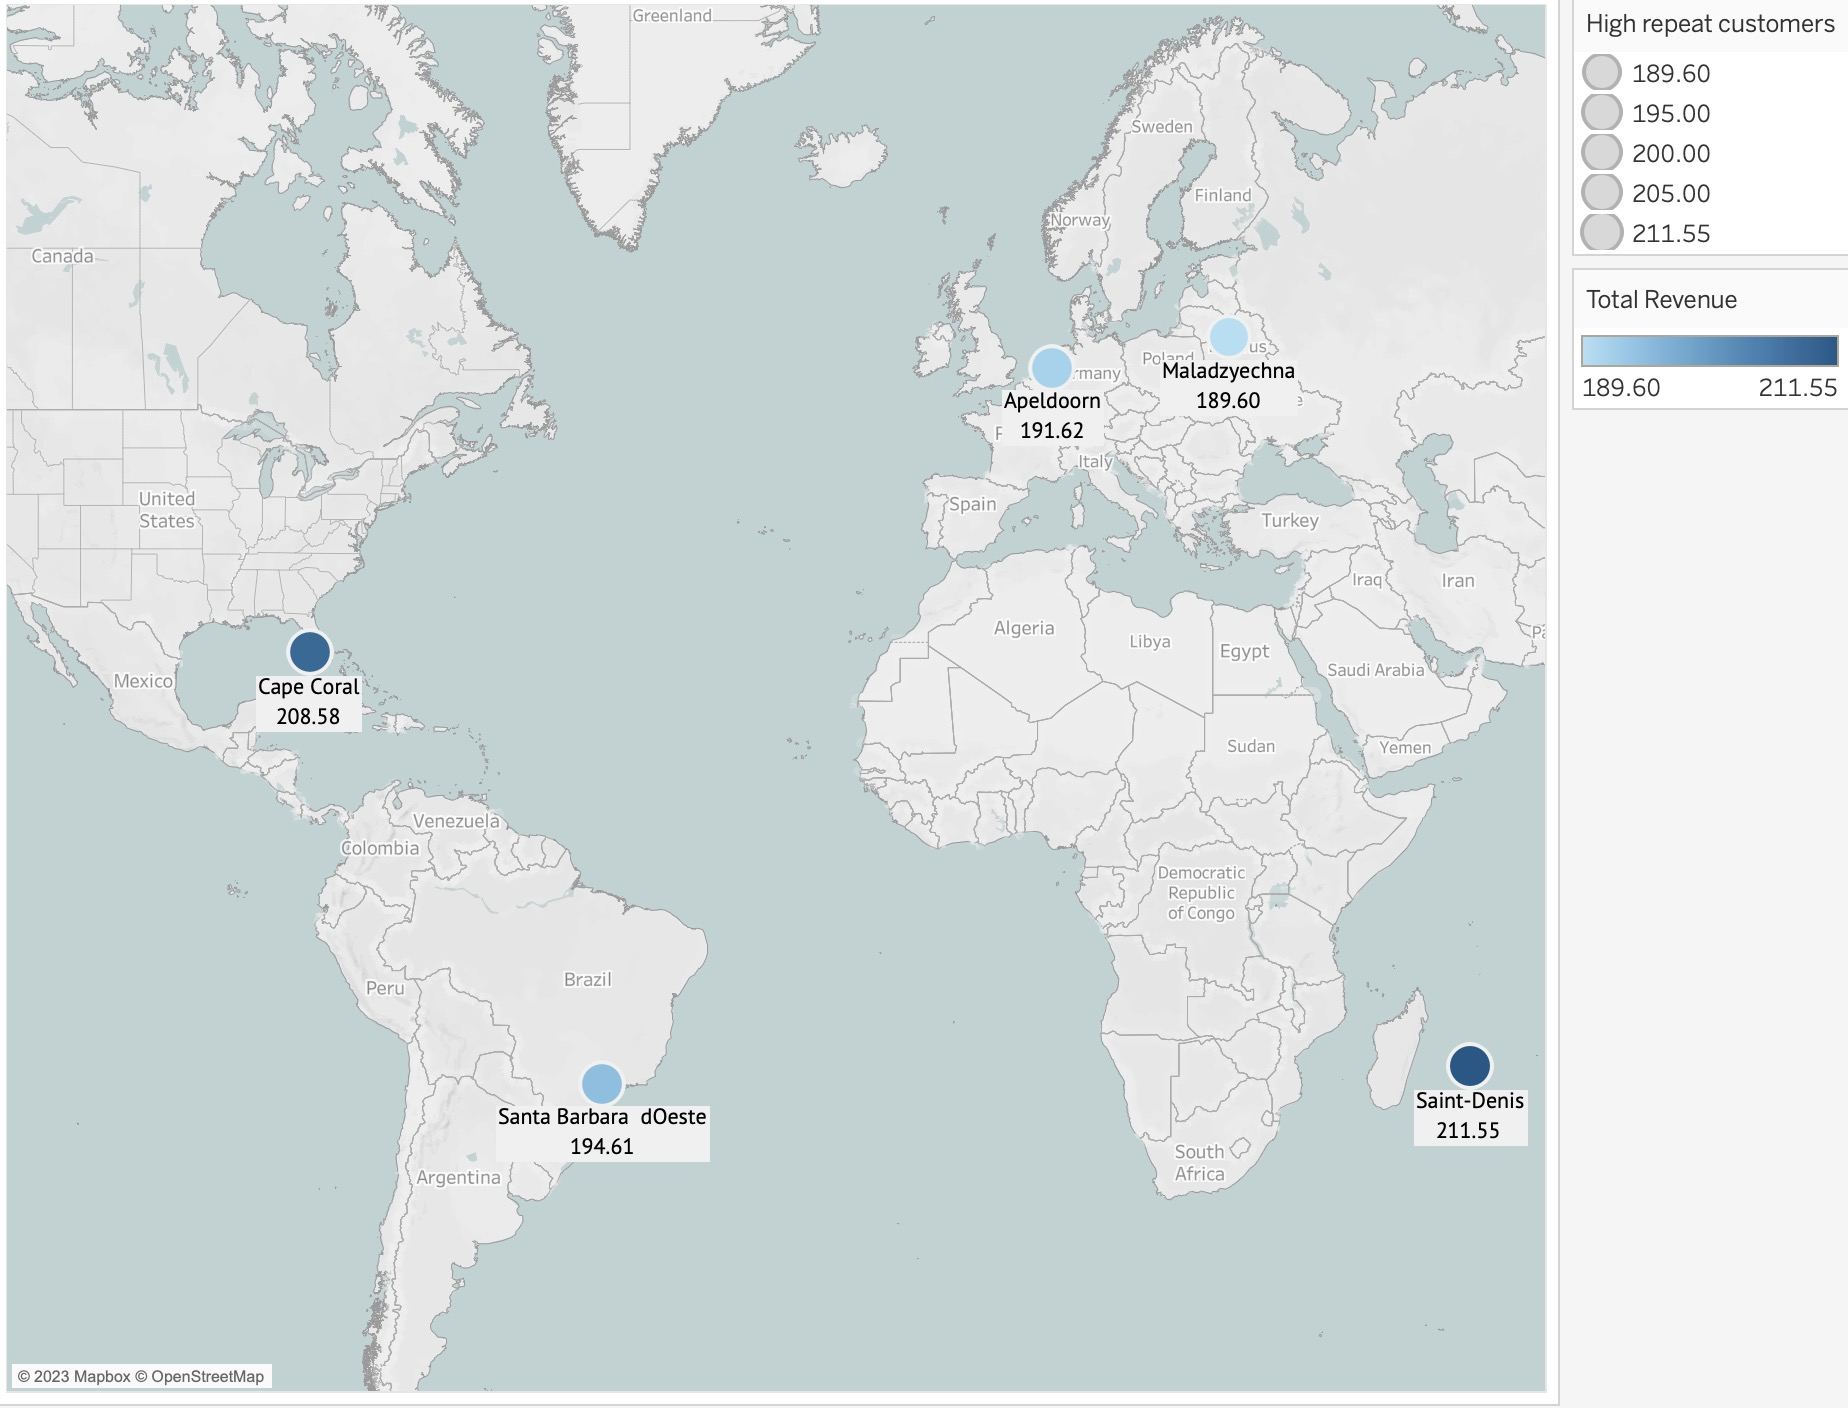 Greenland
Sweden
Finland
Norway
Canada
Poland
us
rmany
Maladzyechna
189.60
Apeldoorn
191.62
Italy
Spain
United
States
Turkey
Iraq
Iran
Algeria
Libya
Egypt
Saudi Arabia
Mexico
Cape Coral
208.58
Sudan
Yemen
Venezuela
Colombia
Democratic
Republic
of Congo
Brazil
Peru
Santa Barbara  dOeste
194.61
Saint-Denis
211.55
South
Africa
Argentina
© 2023 Mapbox © OpenStreetMap
High repeat customers
189.60
195.00
200.00
205.00
211.55
Total Revenue
189.60 211.55